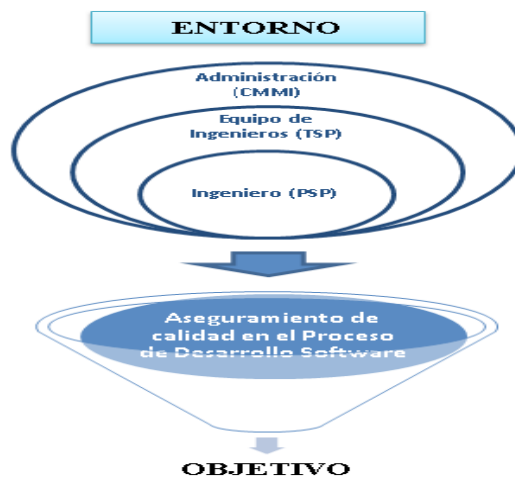 ENTORNO
Administración
(CMMI)
Equipo de
Ingenieros (TSP)
Ingeniero (PSP)
Aseguramiento de
calidad en el Proceso
de Desarrollo Software
OBJETIVO